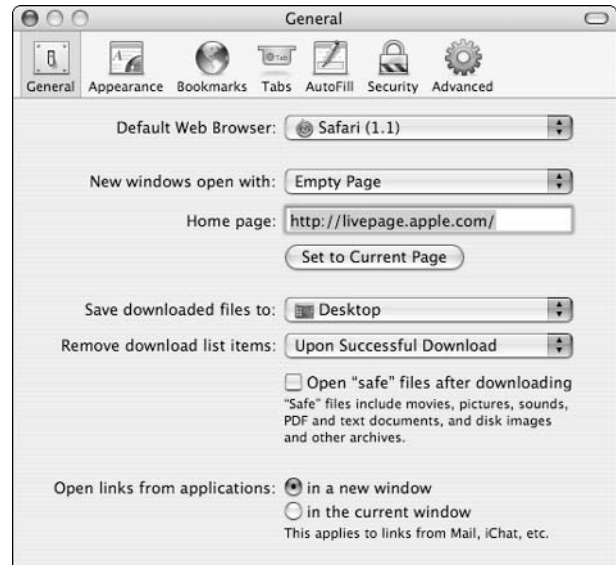 General
General Appearance Bookmarks Tabs AutoFill Security Advanced
Default Web Browser: Safari (1.1)
New windows open with: Empty Page
Home page: http://livepage.apple.com/
Set to Current Page
Save downloaded files to: Desktop
Remove download list items: Upon Successful Download
Open “safe” files after downloading
“Safe” files include movies, pictures, sounds,
PDF and text documents, and disk images
and other archives.
Open links from applications: in a new window
in the current window
This applies to links from Mail, iChat, etc.